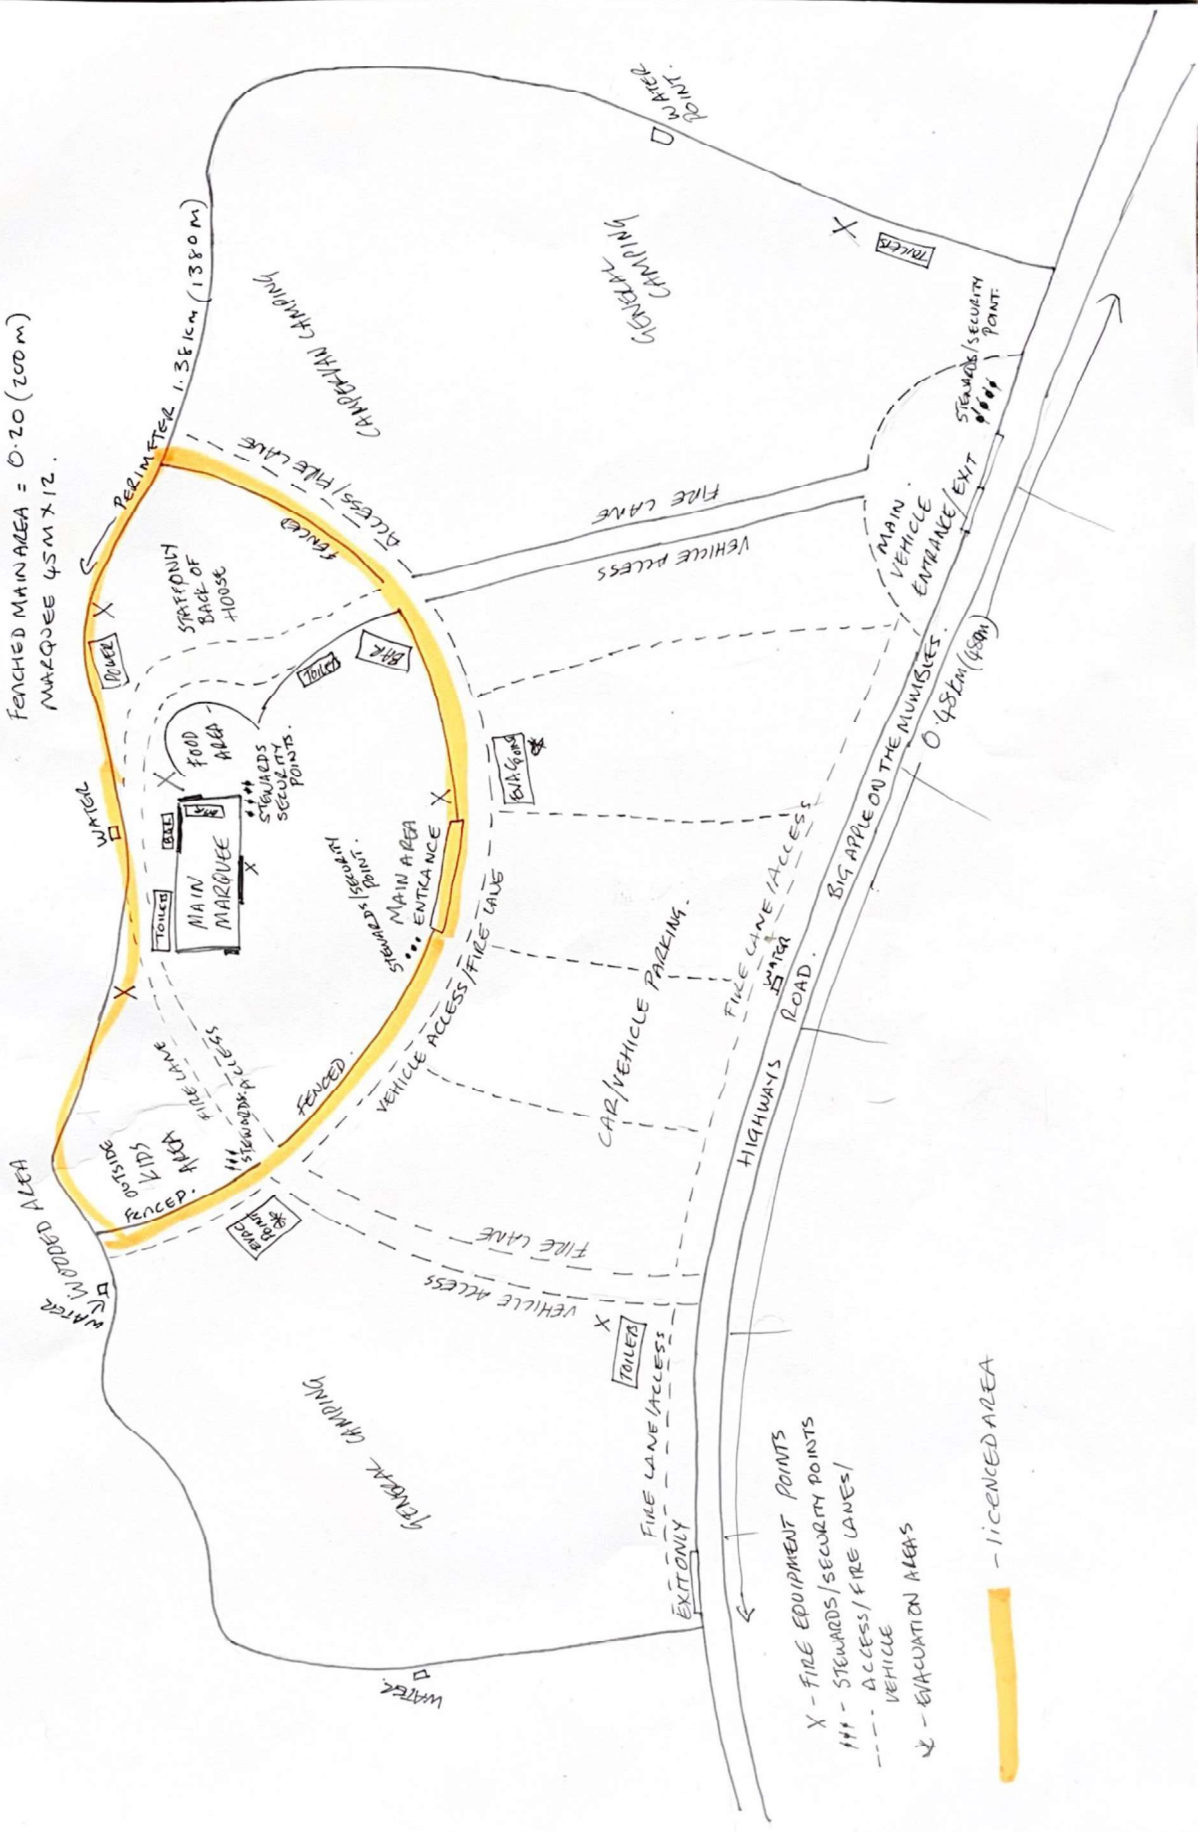 FENCHED MAIN AREA = 0.20 (200m)
MARQUEE 45M X 12.
PERIMETER 1.38km (1380m)
WATER
POINT.
CAMPERVAN CAMPING
GENERAL
CAMPING
X
TOILETS
STEWARDS/SECURITY
POINT.
ACCESS/FIRE LANE
FENCED
FIRE LANE
VEHICLE ACCESS
MAIN
VEHICLE
ENTRANCE/EXIT
STAFF ONLY
BACK OF
HOUSE
X
POWER
TOILETS
BAR
FOOD
AREA
X
STEWARDS
SECURITY
POINTS.
WATER
BAR
TOILETS
MAIN
MARQUEE
X
X
STEWARDS/SECURITY
POINT.
MAIN AREA
ENTRANCE
X
VEHICLE ACCESS/FIRE LANE
FENCED.
FIRE LANE
STEWARDS ACCESS
OUTSIDE
KIDS
AREA
FENCED.
WOODED AREA
WATER
EVAC
POINT
CAR/VEHICLE PARKING.
FIRE LANE/ACCESS
WATER
HIGHWAYS ROAD.
BIG APPLE ON THE MUMBLES.
0.48KM (480m)
FIRE LANE
VEHICLE ACCESS
X
TOILETS
FIRE LANE/ACCESS
EXIT ONLY
GENERAL CAMPING
WATER
X - FIRE EQUIPMENT POINTS
- STEWARDS/SECURITY POINTS
---- ACCESS/FIRE LANES/
VEHICLE
- EVACUATION AREAS
- LICENCED AREA